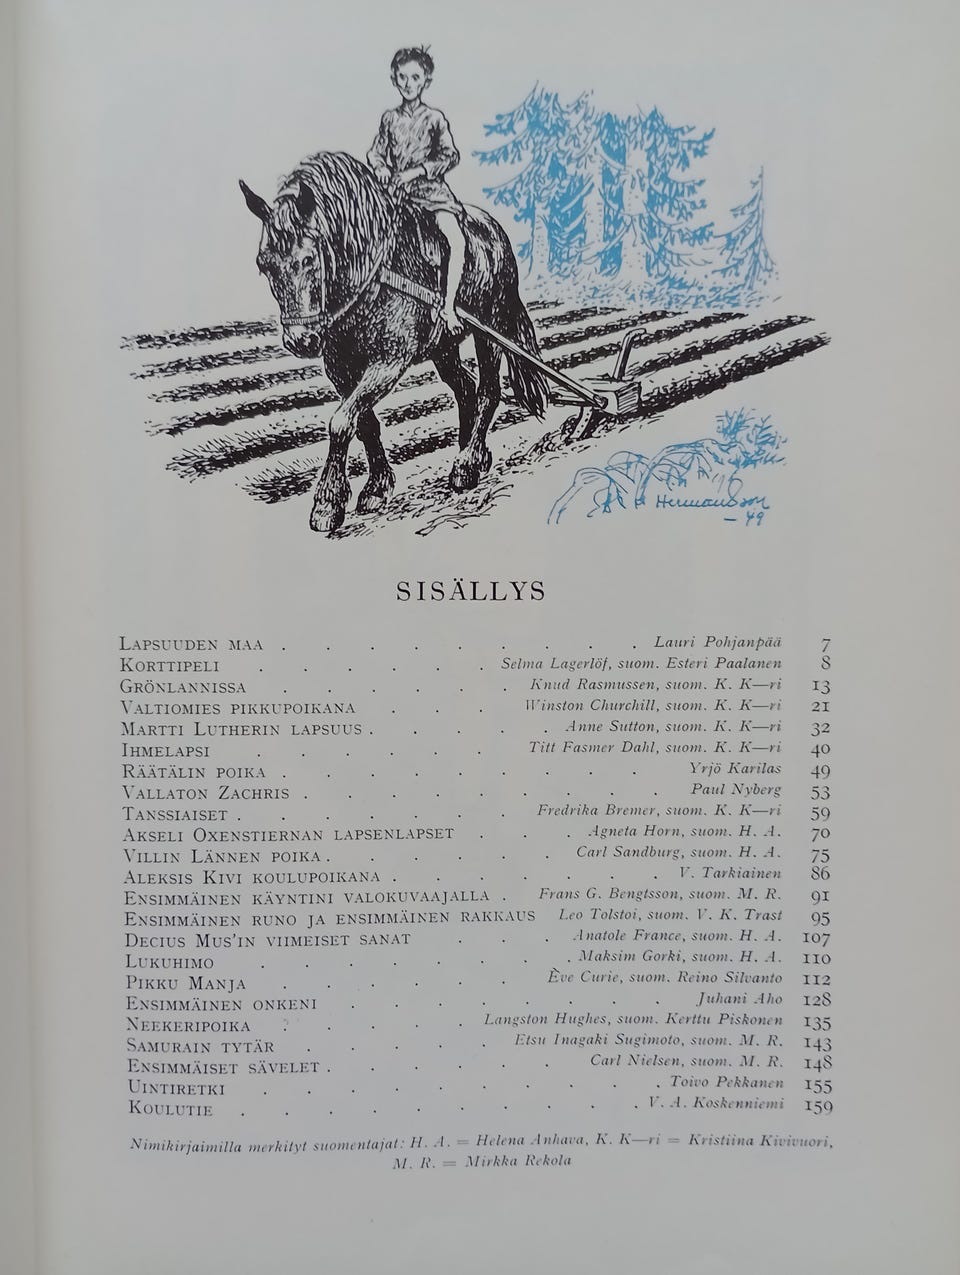 Hermansson
– 49
SISÄLLYS
LAPSUUDEN MAA . . . . . . . . . Lauri Pohjanpää 7
KORTTIPELI . . . . . . Selma Lagerlöf, suom. Esteri Paalanen 8
GRÖNLANNISSA . . . . . . Knud Rasmussen, suom. K. K—ri 13
VALTIOMIES PIKKUPOIKANA . . . Winston Churchill, suom. K. K—ri 21
MARTTI LUTHERIN LAPSUUS . . . . . Anne Sutton, suom. K. K—ri 32
IHMELAPSI . . . . . . Titt Fasmer Dahl, suom. K. K—ri 40
RÄÄTÄLIN POIKA . . . . . . . . . Yrjö Karilas 49
VALLATON ZACHRIS . . . . . . . . Paul Nyberg 53
TANSSIAISET . . . . . . . Fredrika Bremer, suom. K. K—ri 59
AKSELI OXENSTIERNAN LAPSENLAPSET . . . Agneta Horn, suom. H. A. 70
VILLIN LÄNNEN POIKA . . . . . . Carl Sandburg, suom. H. A. 75
ALEKSIS KIVI KOULUPOIKANA . . . . . . . V. Tarkiainen 86
ENSIMMÄINEN KÄYNTINI VALOKUVAAJALLA . Frans G. Bengtsson, suom. M. R. 91
ENSIMMÄINEN RUNO JA ENSIMMÄINEN RAKKAUS Leo Tolstoi, suom. V. K. Trast 95
DECIUS MUS'IN VIIMEISET SANAT . . . Anatole France, suom. H. A. 107
LUKUHIMO . . . . . . . . Maksim Gorki, suom. H. A. 110
PIKKU MANJA . . . . . . Ève Curie, suom. Reino Silvanto 112
ENSIMMÄINEN ONKENI . . . . . . . . Juhani Aho 128
NEEKERIPOIKA . . . . . Langston Hughes, suom. Kerttu Piskonen 135
SAMURAIN TYTÄR . . . . . Etsu Inagaki Sugimoto, suom. M. R. 143
ENSIMMÄISET SÄVELET . . . . . . Carl Nielsen, suom. M. R. 148
UINTIRETKI . . . . . . . . . . Toivo Pekkanen 155
KOULUTIE . . . . . . . . . . V. A. Koskenniemi 159
Nimikirjaimilla merkityt suomentajat: H. A. = Helena Anhava, K. K—ri = Kristiina Kivivuori,
M. R. = Mirkka Rekola